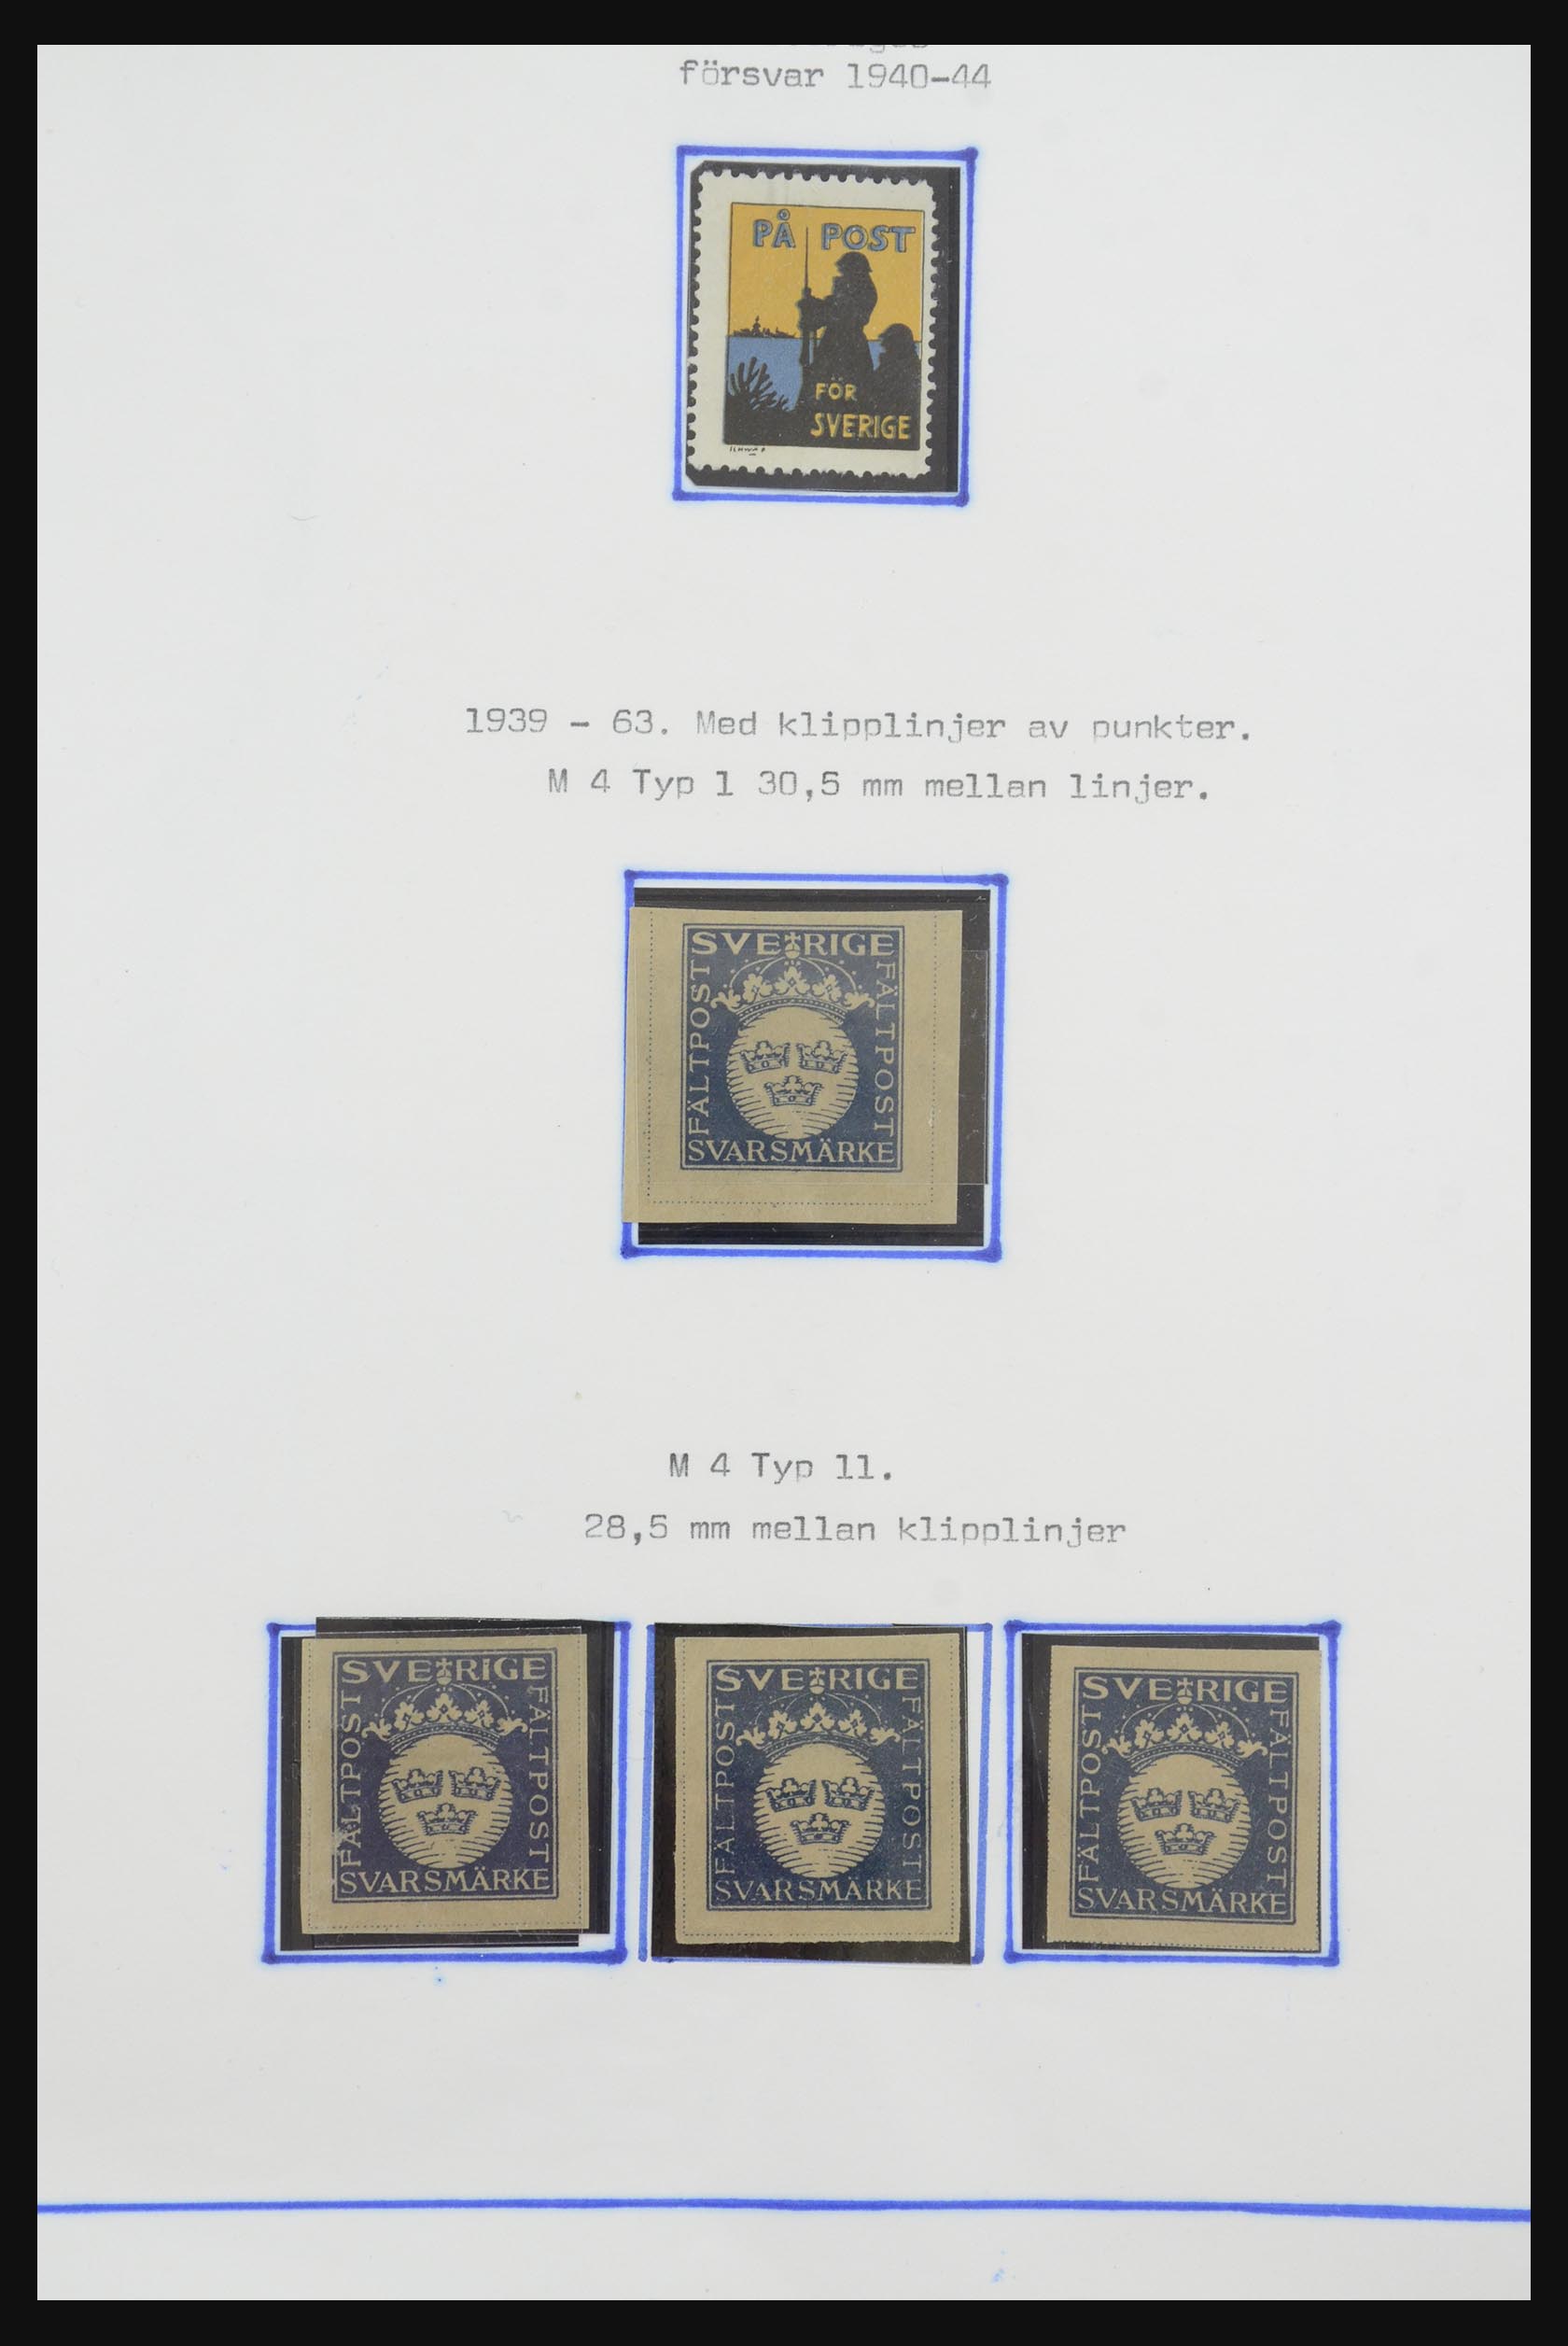 försvar 1940-44
PÅ POST
FÖR
SVERIGE
1939 - 63. Med klipplinjer av punkter.
M 4 Typ 1 30,5 mm mellan linjer.
SVERIGE
FÄLTPOST
FÄLTPOST
SVARSMÄRKE
M 4 Typ 11.
28,5 mm mellan klipplinjer
SVERIGE
FÄLTPOST
FÄLTPOST
SVARSMÄRKE
SVERIGE
FÄLTPOST
FÄLTPOST
SVARSMÄRKE
SVERIGE
FÄLTPOST
FÄLTPOST
SVARSMÄRKE